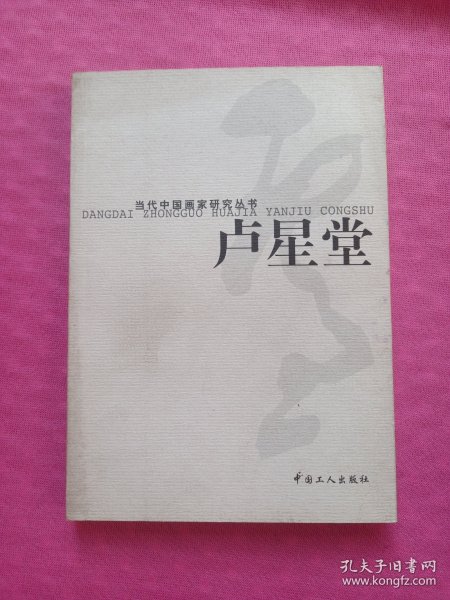 当代中国画家研究丛书
DANGDAI ZHONGGUO HUAJIA YANJIU CONGSHU
卢星堂
中国工人出版社
孔夫子旧书网
www.kongfz.com